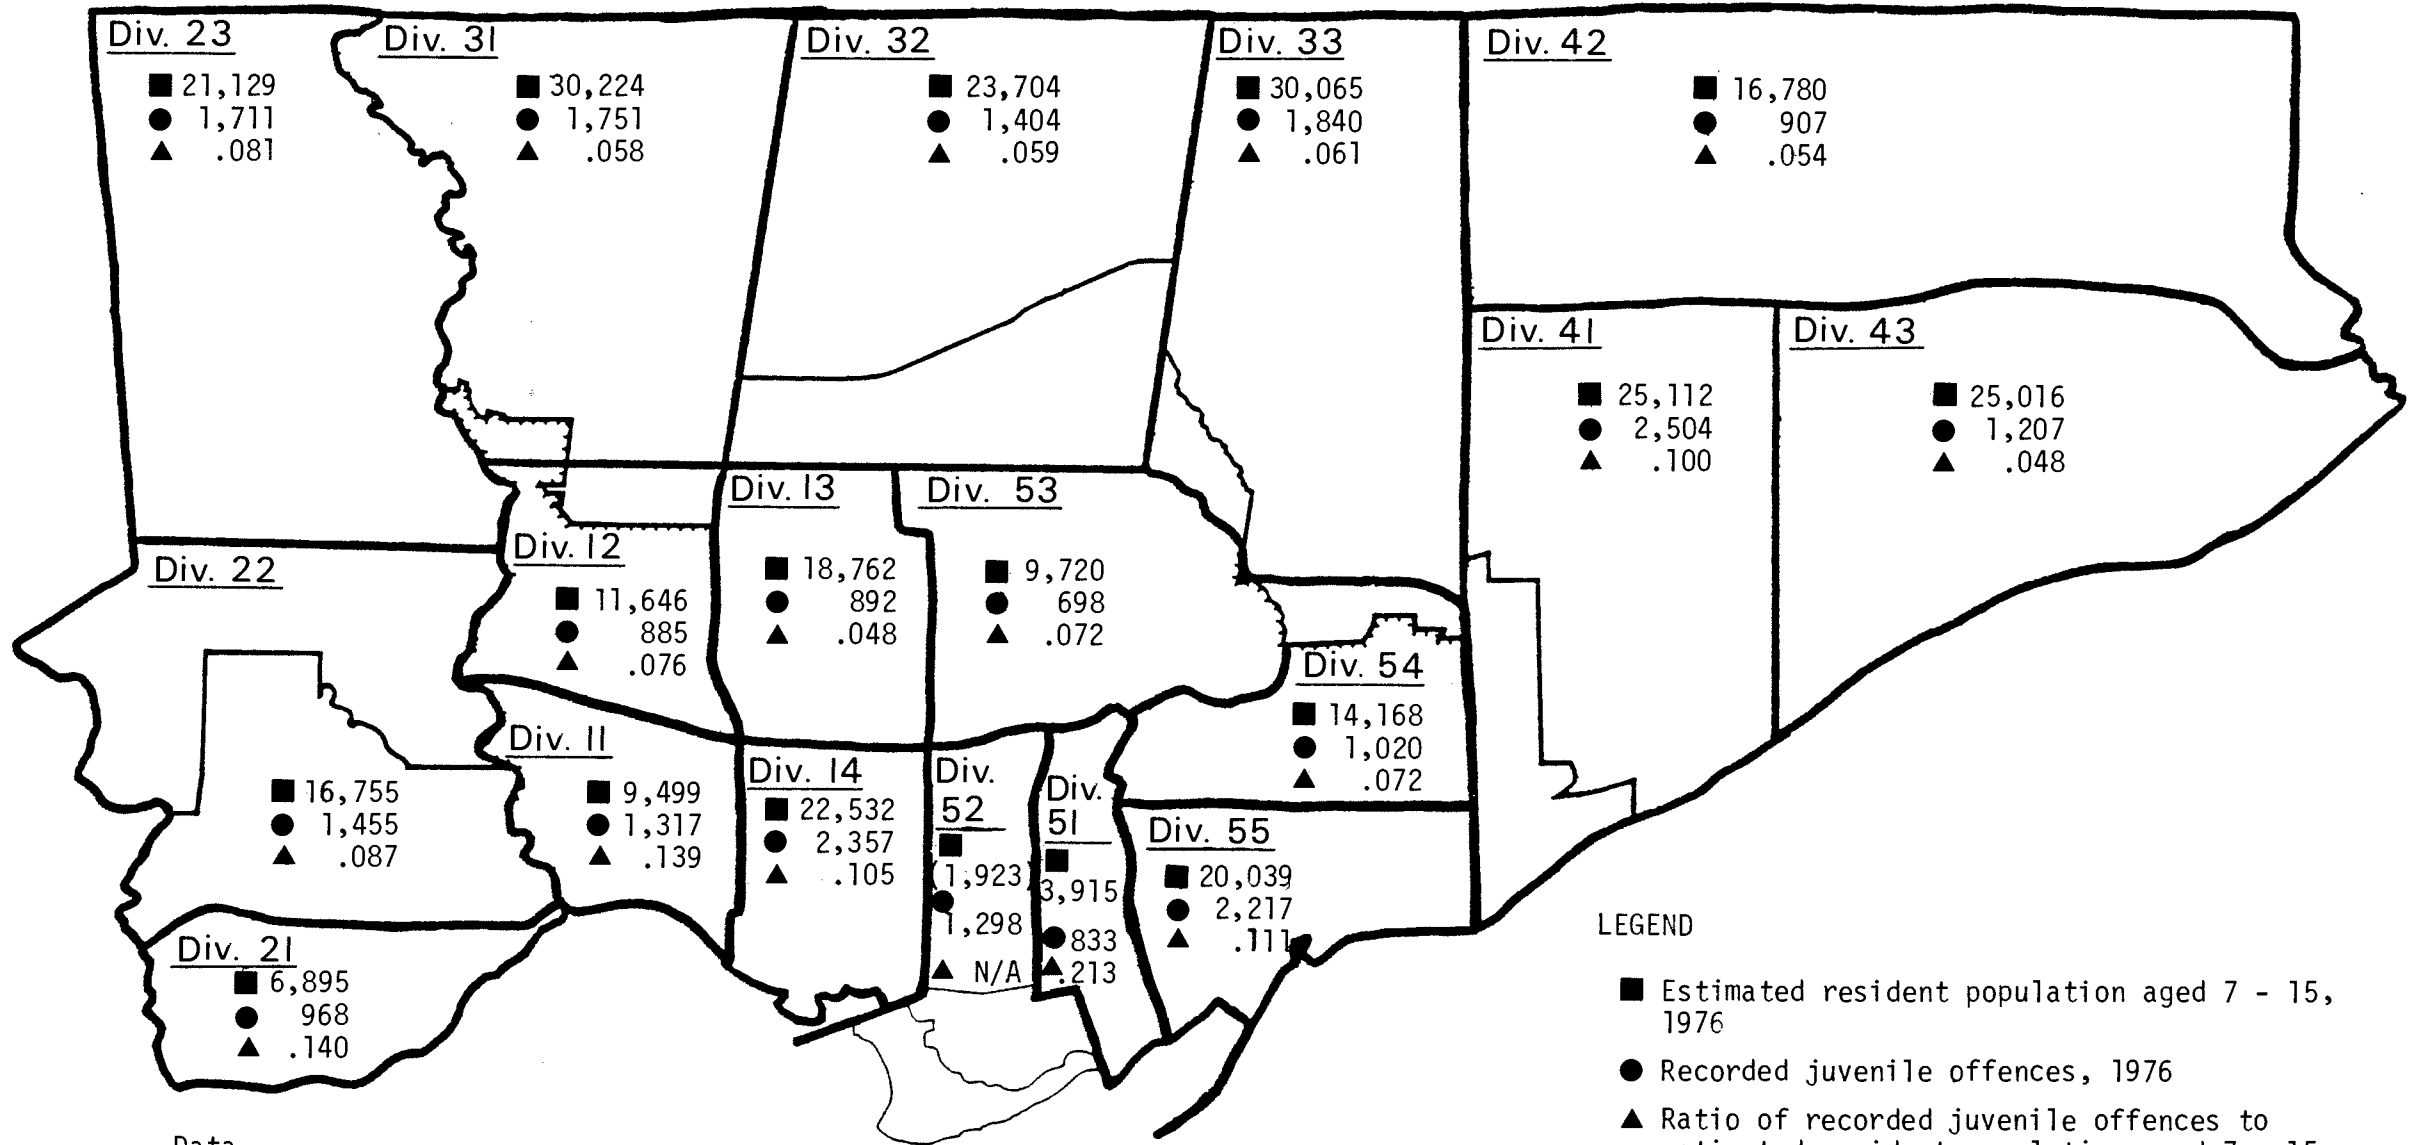 Div. 23
21,129
1,711
.081
Div. 31
30,224
1,751
.058
Div. 32
23,704
1,404
.059
Div. 33
30,065
1,840
.061
Div. 42
16,780
907
.054
Div. 41
25,112
2,504
.100
Div. 43
25,016
1,207
.048
Div. 22
16,755
1,455
.087
Div. 12
11,646
885
.076
Div. 13
18,762
892
.048
Div. 53
9,720
698
.072
Div. 54
14,168
1,020
.072
Div. 11
9,499
1,317
.139
Div. 14
22,532
2,357
.105
Div.
52
(1,923)
1,298
N/A
Div.
51
3,915
833
.213
Div. 55
20,039
2,217
.111
Div. 21
6,895
968
.140
LEGEND
Estimated resident population aged 7 - 15,
1976
Recorded juvenile offences, 1976
Ratio of recorded juvenile offences to